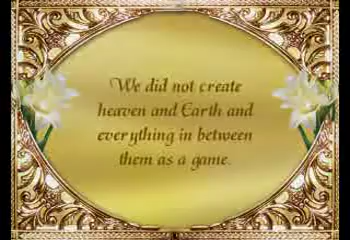 We did not create
heaven and Earth and
everything in between
them as a game.